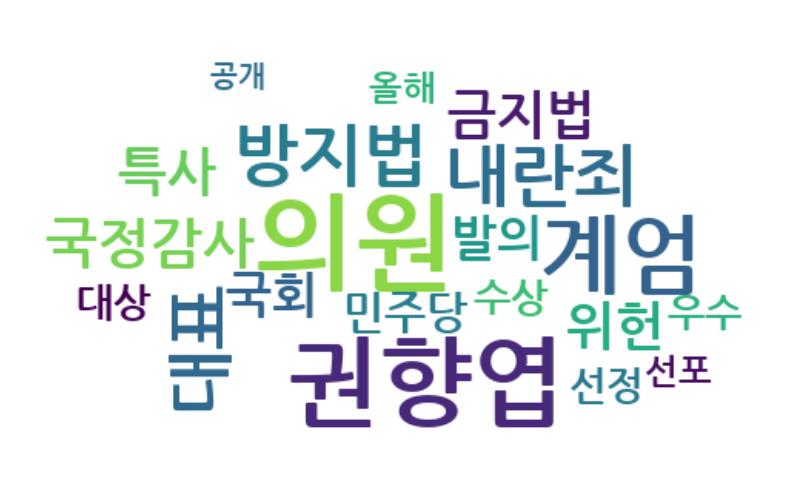 공개
올해
금지법
방지법
특사
내란죄
의원
국정감사
발의
계엄
대상
국회
민주당
수상
위헌
우수
대표
권향엽
선정
선포